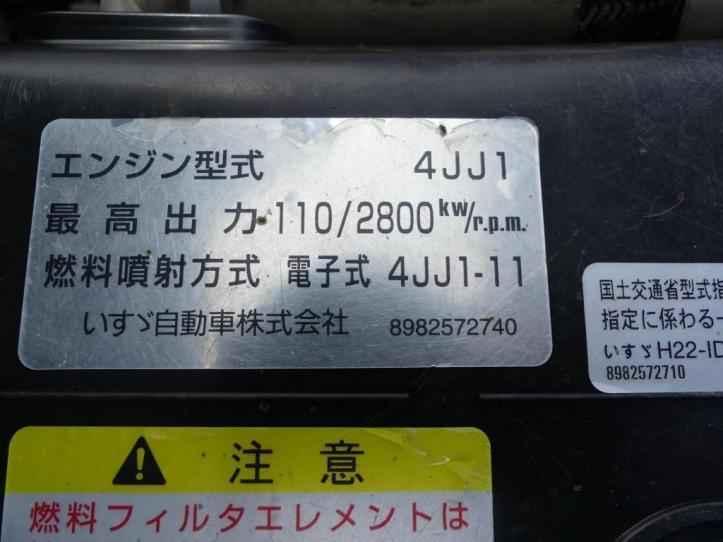 エンジン型式 4JJ1
最高出力 110/2800kW/r.p.m.
燃料噴射方式 電子式 4JJ1-11
いすゞ自動車株式会社 8982572740
国土交通省型式指
指定に係わる一
いすゞH22-ID
8982572710
注意
燃料フィルタエレメントは